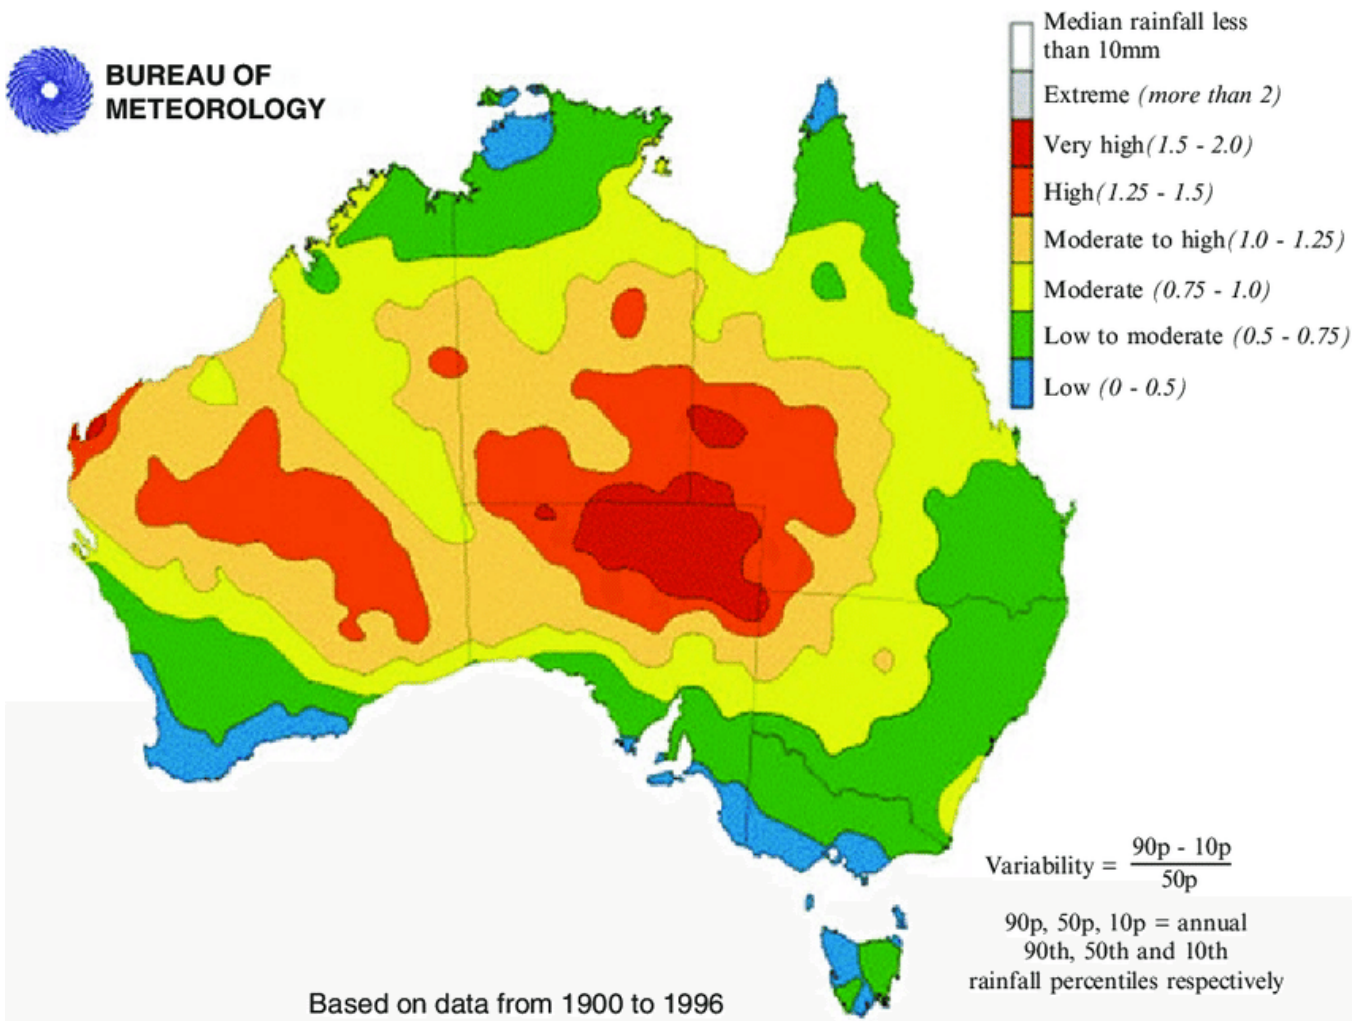 BUREAU OF
METEOROLOGY
Median rainfall less
than 10mm
Extreme (more than 2)
Very high(1.5 - 2.0)
High(1.25 - 1.5)
Moderate to high(1.0 - 1.25)
Moderate (0.75 - 1.0)
Low to moderate (0.5 - 0.75)
Low (0 - 0.5)
Variability = 90p - 10p
50p
90p, 50p, 10p = annual
90th, 50th and 10th
rainfall percentiles respectively
Based on data from 1900 to 1996